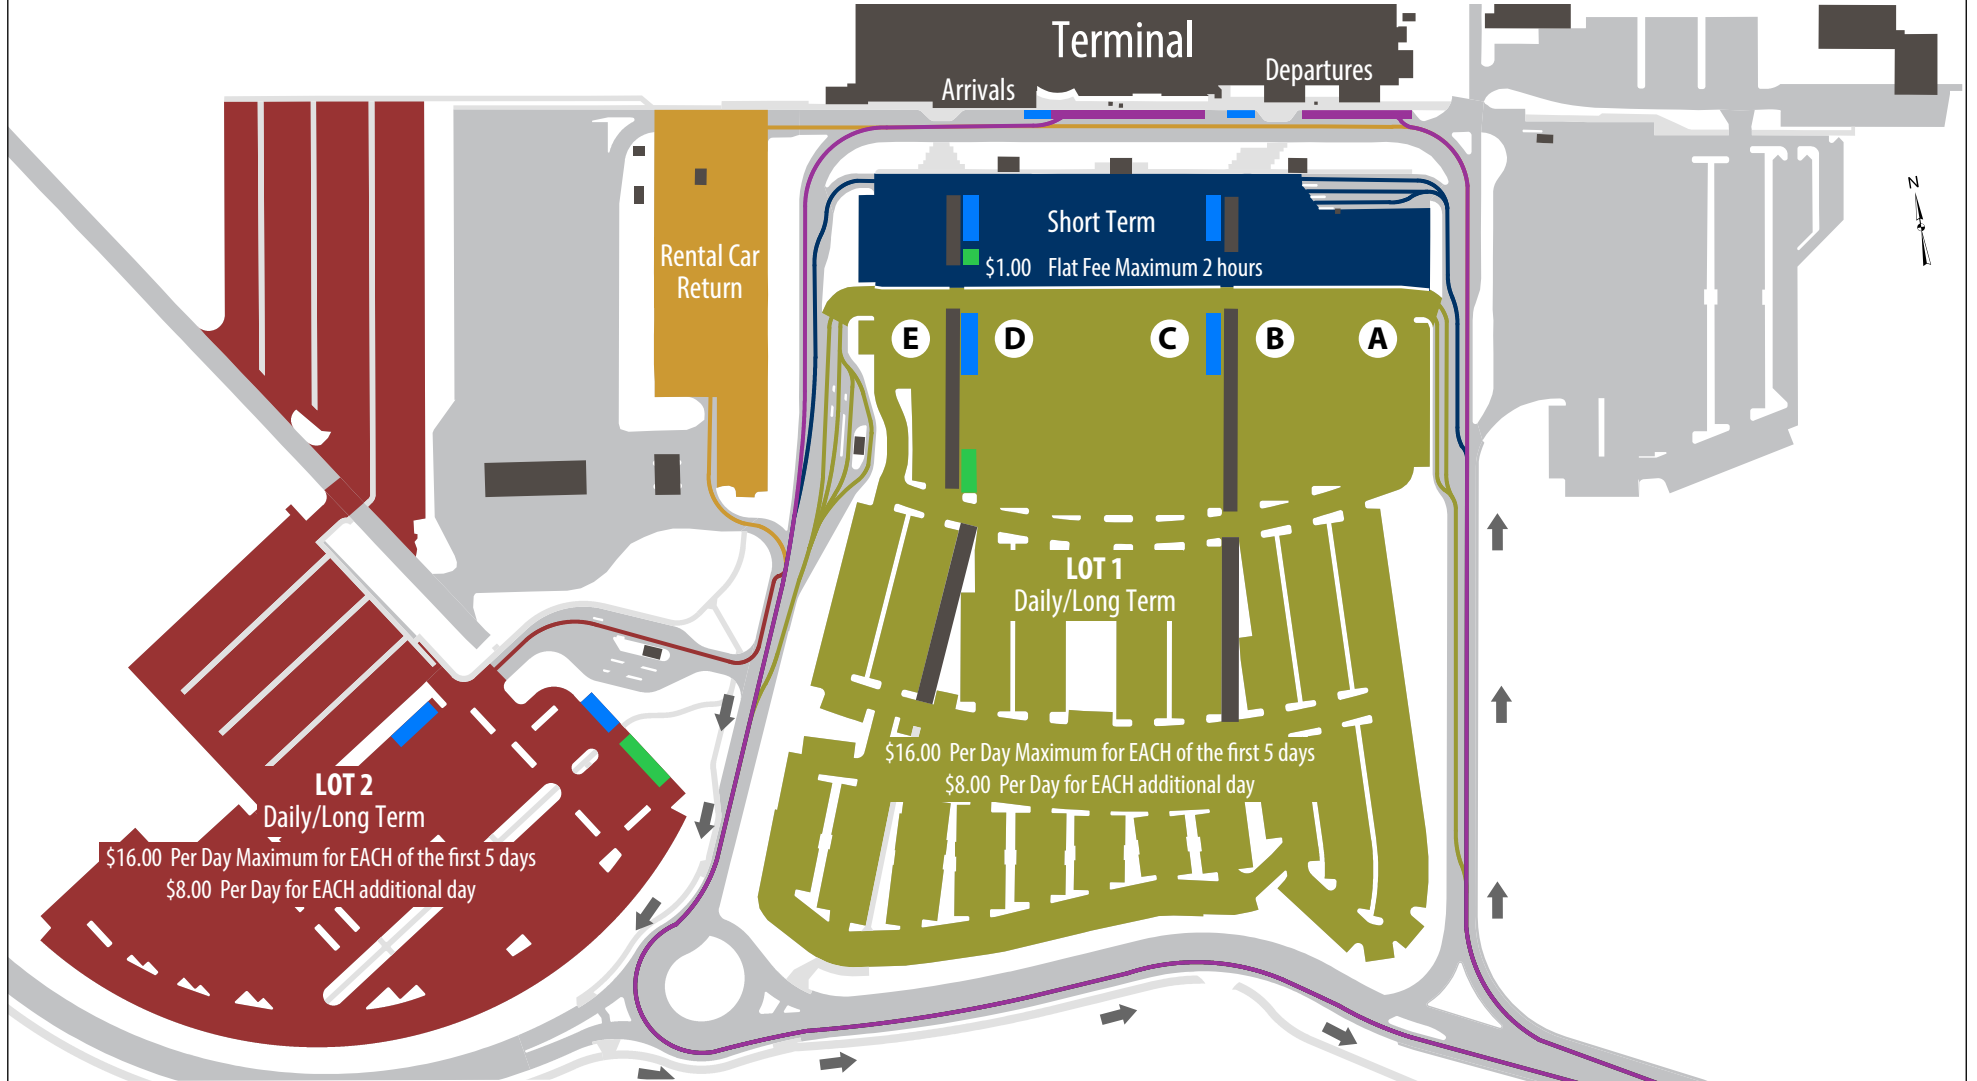 Terminal
Arrivals
Departures
N
Short Term
$1.00 Flat Fee Maximum 2 hours
Rental Car
Return
E
D
C
B
A
LOT 1
Daily/Long Term
$16.00 Per Day Maximum for EACH of the first 5 days
$8.00 Per Day for EACH additional day
LOT 2
Daily/Long Term
$16.00 Per Day Maximum for EACH of the first 5 days
$8.00 Per Day for EACH additional day